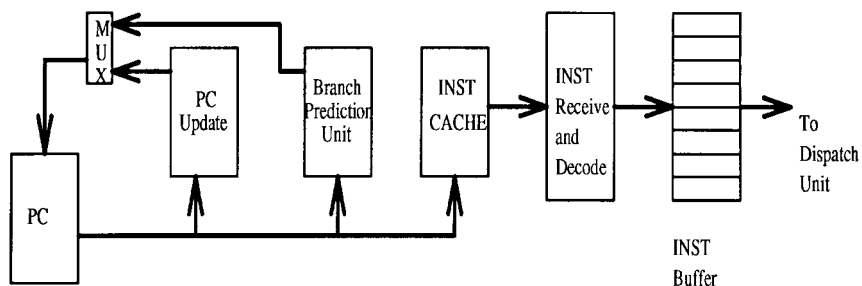 M
U
X
PC
Update
Branch
Prediction
Unit
INST
CACHE
INST
Receive
and
Decode
To
Dispatch
Unit
PC
INST
Buffer